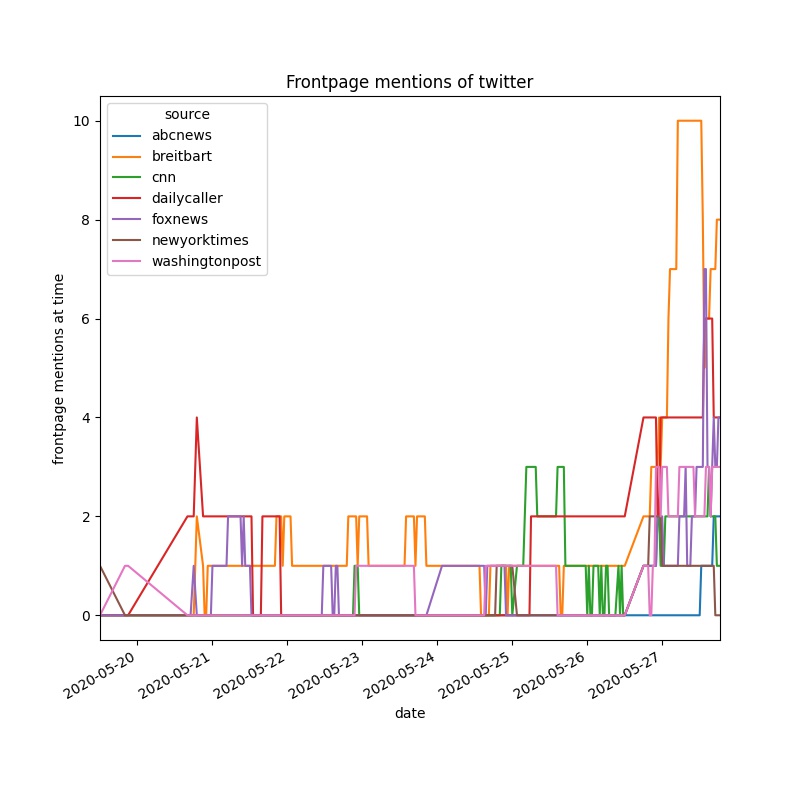 Frontpage mentions of twitter
source
abcnews
breitbart
cnn
dailycaller
foxnews
newyorktimes
washingtonpost
10
8
6
4
2
0
frontpage mentions at time
2020-05-20
2020-05-21
2020-05-22
2020-05-23
2020-05-24
2020-05-25
2020-05-26
2020-05-27
date